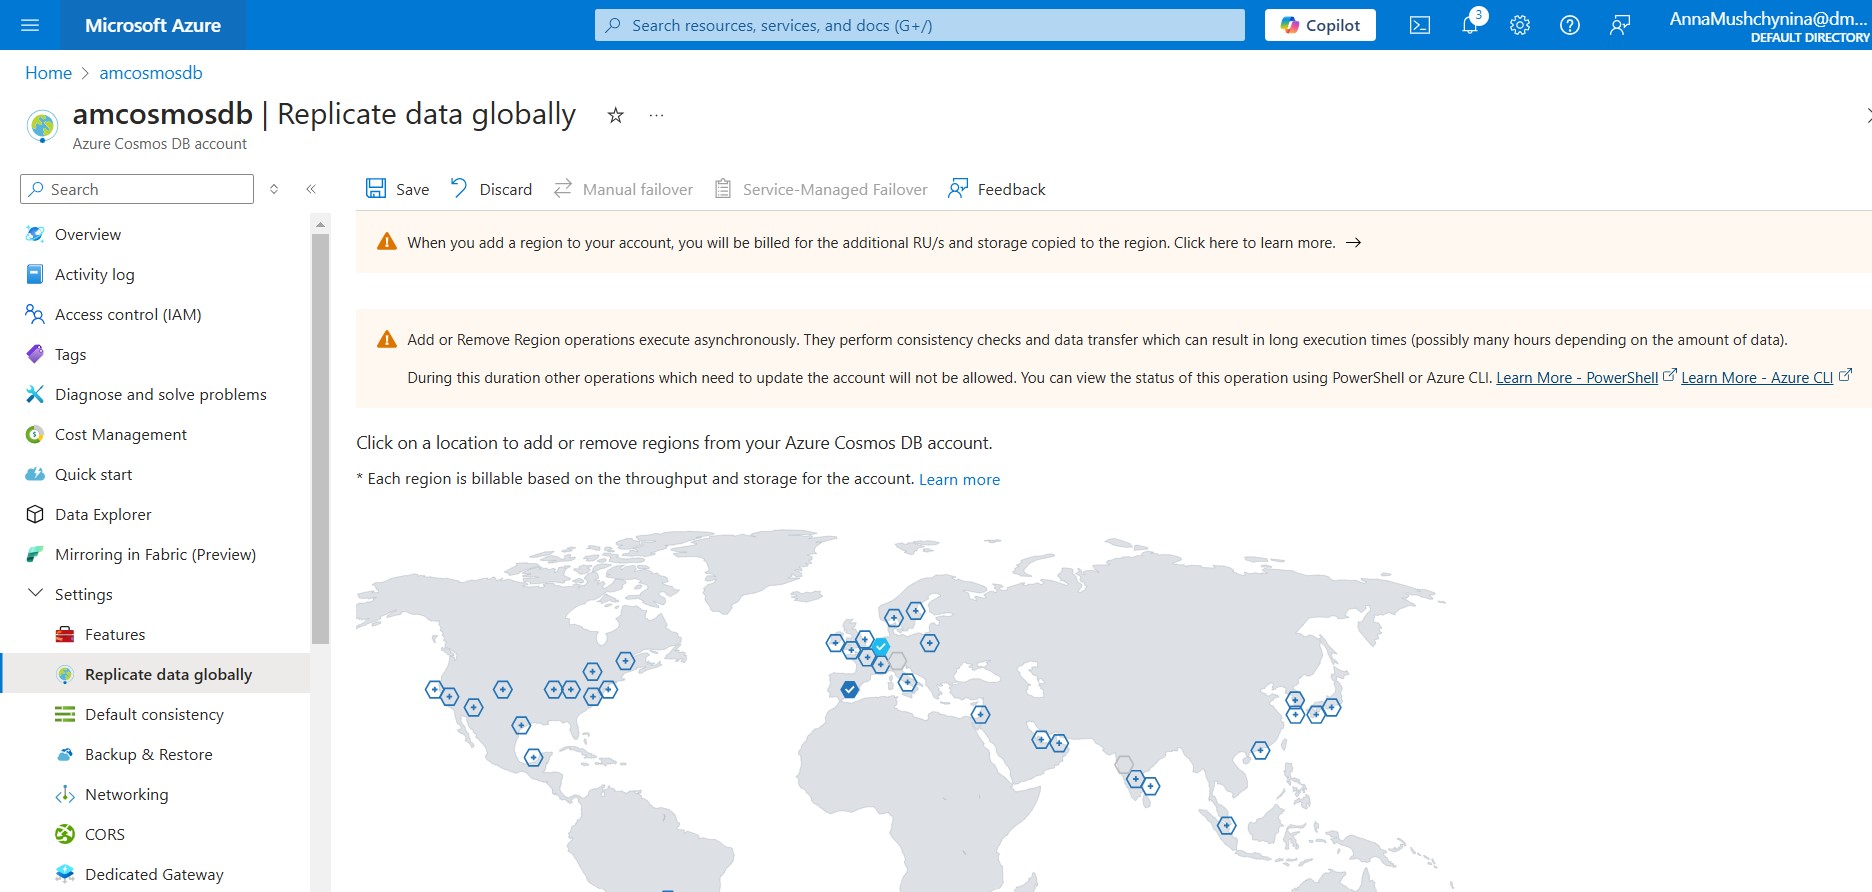 Microsoft Azure
Search resources, services, and docs (G+/)
Copilot
3
AnnaMushchynina@dm...
DEFAULT DIRECTORY
Home > amcosmosdb
amcosmosdb | Replicate data globally
Azure Cosmos DB account
Search
Save
Discard
Manual failover
Service-Managed Failover
Feedback
Overview
Activity log
Access control (IAM)
Tags
Diagnose and solve problems
Cost Management
Quick start
Data Explorer
Mirroring in Fabric (Preview)
Settings
Features
Replicate data globally
Default consistency
Backup & Restore
Networking
CORS
Dedicated Gateway
When you add a region to your account, you will be billed for the additional RU/s and storage copied to the region. Click here to learn more. →
Add or Remove Region operations execute asynchronously. They perform consistency checks and data transfer which can result in long execution times (possibly many hours depending on the amount of data).
During this duration other operations which need to update the account will not be allowed. You can view the status of this operation using PowerShell or Azure CLI. Learn More - PowerShell Learn More - Azure CLI
Click on a location to add or remove regions from your Azure Cosmos DB account.
* Each region is billable based on the throughput and storage for the account. Learn more